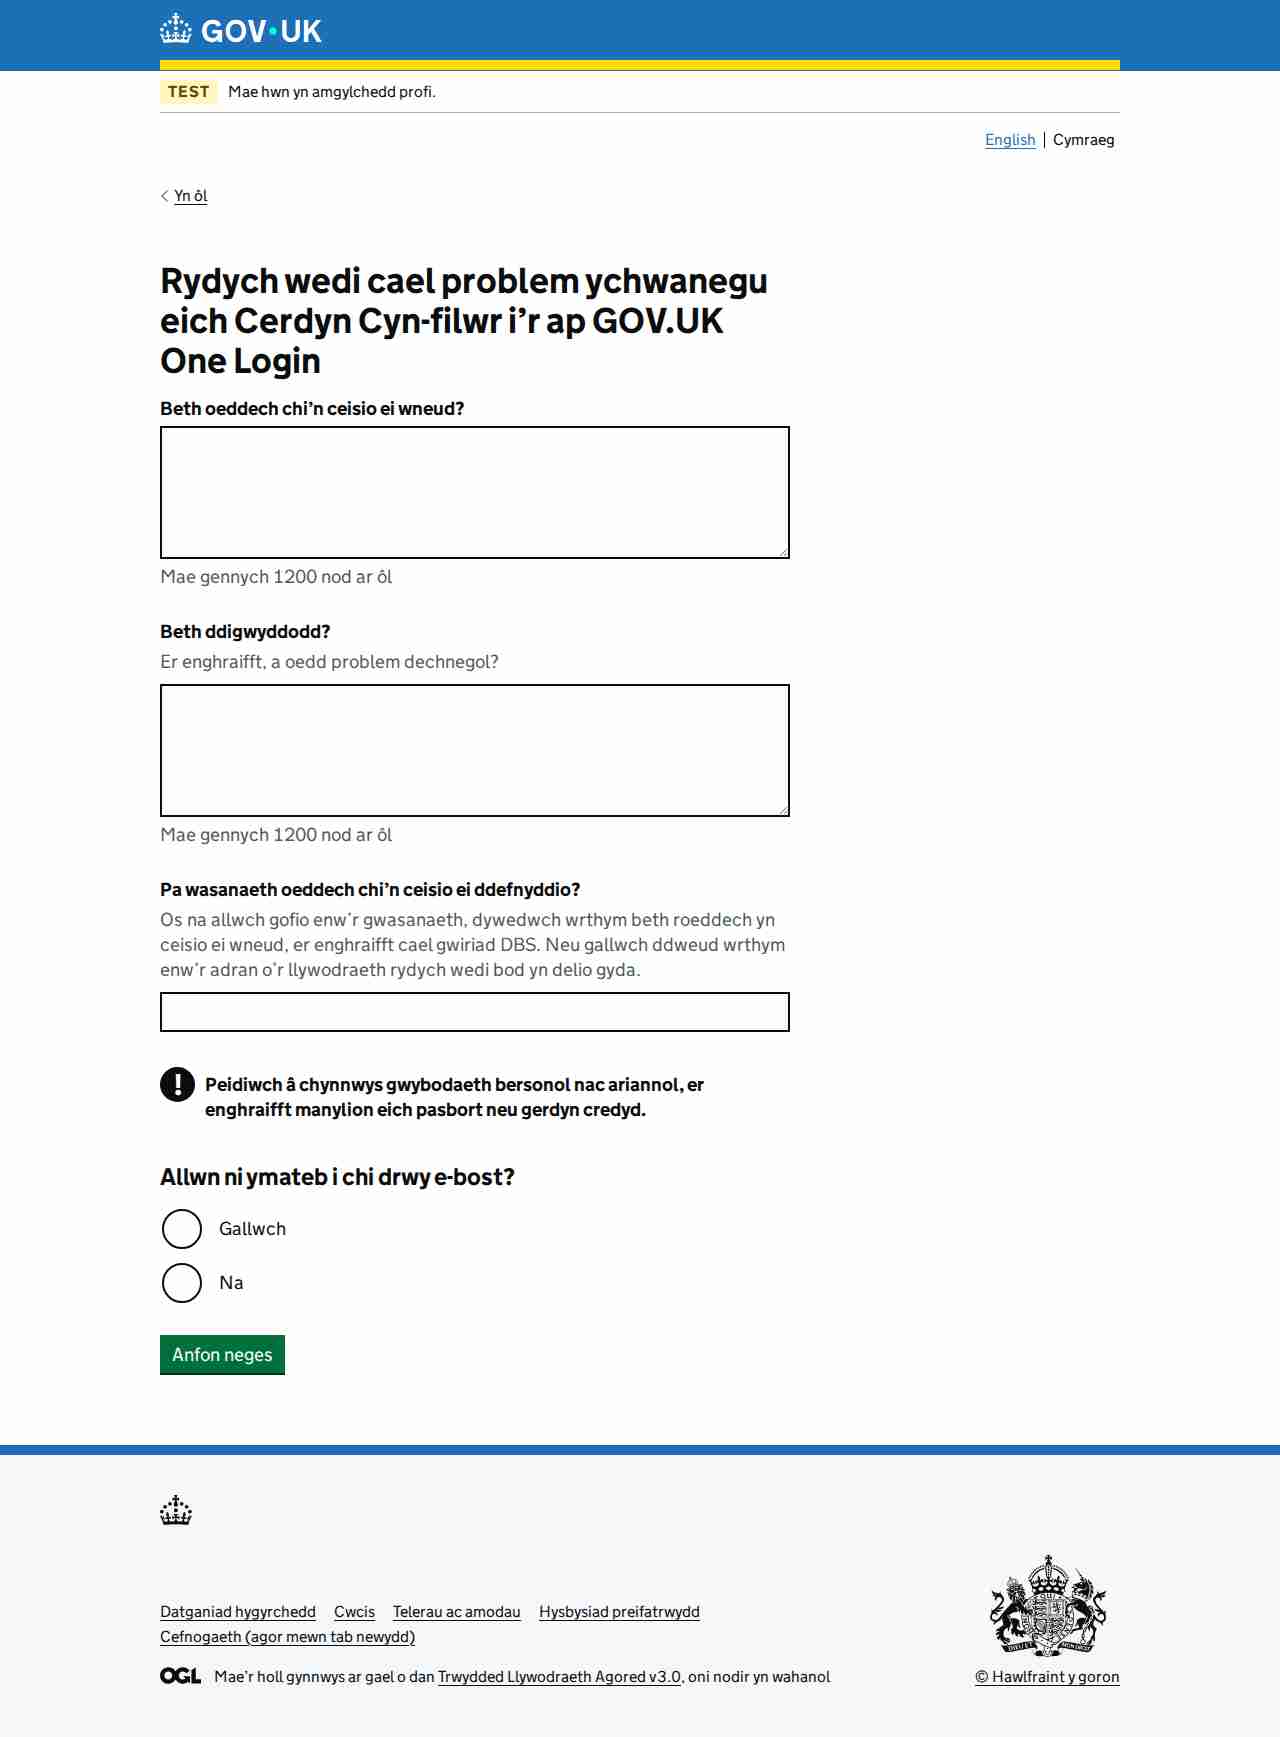 GOV·UK
TEST Mae hwn yn amgylchedd profi.
English Cymraeg
Yn ôl
Rydych wedi cael problem ychwanegu
eich Cerdyn Cyn-filwr i’r ap GOV.UK
One Login
Beth oeddech chi’n ceisio ei wneud?
Mae gennych 1200 nod ar ôl
Beth ddigwyddodd?
Er enghraifft, a oedd problem dechnegol?
Mae gennych 1200 nod ar ôl
Pa wasanaeth oeddech chi’n ceisio ei ddefnyddio?
Os na allwch gofio enw’r gwasanaeth, dywedwch wrthym beth roeddech yn
ceisio ei wneud, er enghraifft cael gwiriad DBS. Neu gallwch ddweud wrthym
enw’r adran o’r llywodraeth rydych wedi bod yn delio gyda.
! Peidiwch â chynnwys gwybodaeth bersonol nac ariannol, er
enghraifft manylion eich pasbort neu gerdyn credyd.
Allwn ni ymateb i chi drwy e-bost?
Gallwch
Na
Anfon neges
Datganiad hygyrchedd Cwcis Telerau ac amodau Hysbysiad preifatrwydd
Cefnogaeth (agor mewn tab newydd)
OGL Mae’r holl gynnwys ar gael o dan Trwydded Llywodraeth Agored v3.0, oni nodir yn wahanol
© Hawlfraint y goron